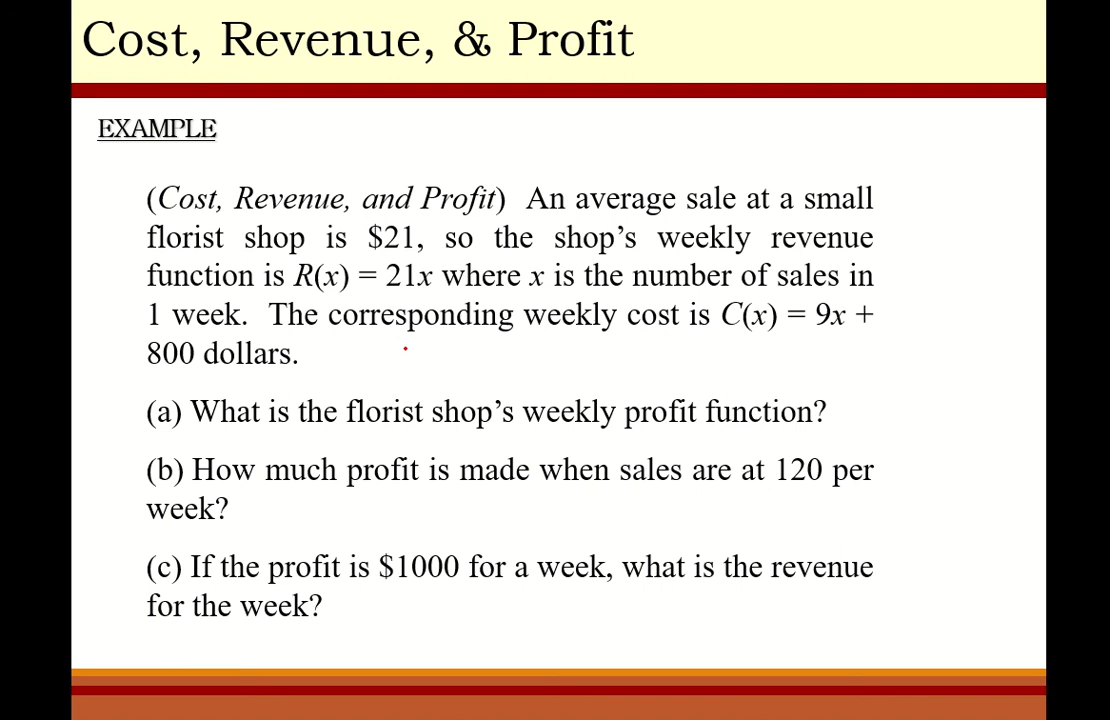 Cost, Revenue, & Profit
EXAMPLE
(Cost, Revenue, and Profit) An average sale at a small
florist shop is $21, so the shop’s weekly revenue
function is R(x) = 21x where x is the number of sales in
1 week. The corresponding weekly cost is C(x) = 9x +
800 dollars.
(a) What is the florist shop’s weekly profit function?
(b) How much profit is made when sales are at 120 per
week?
(c) If the profit is $1000 for a week, what is the revenue
for the week?